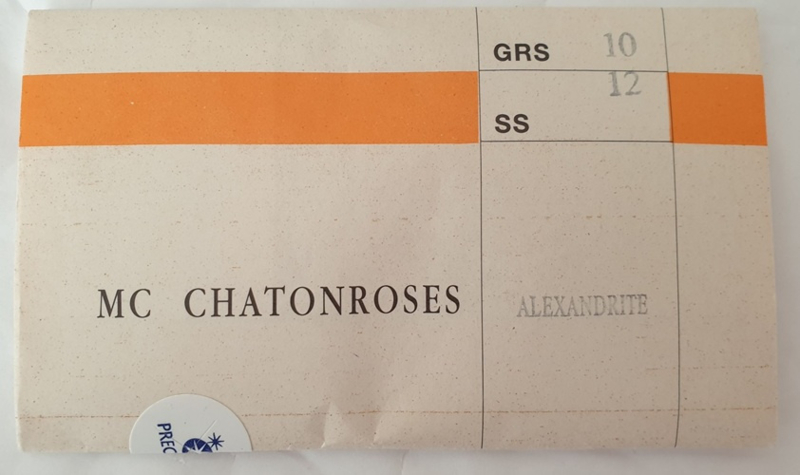 GRS 10
12
SS
MC CHATONROSES
ALEXANDRITE
PREC